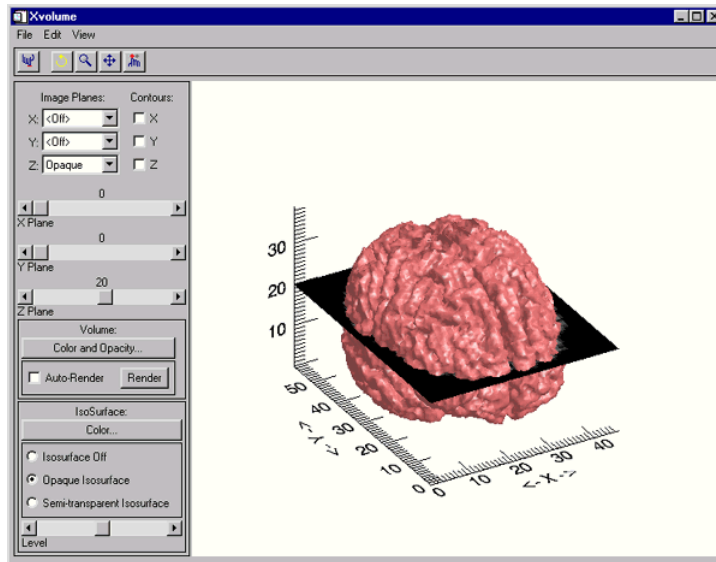 Xvolume
File Edit View
Image Planes: Contours:
X: <Off> X
Y: <Off> Y
Z: Opaque Z
0
X Plane
0
Y Plane
20
Z Plane
Volume:
Color and Opacity...
Auto-Render Render
IsoSurface:
Color...
Isosurface Off
Opaque Isosurface
Semi-transparent Isosurface
Level
30
20
10
50
40
30
20
10
0
<- Y ->
0
10
20
30
40
<- X ->